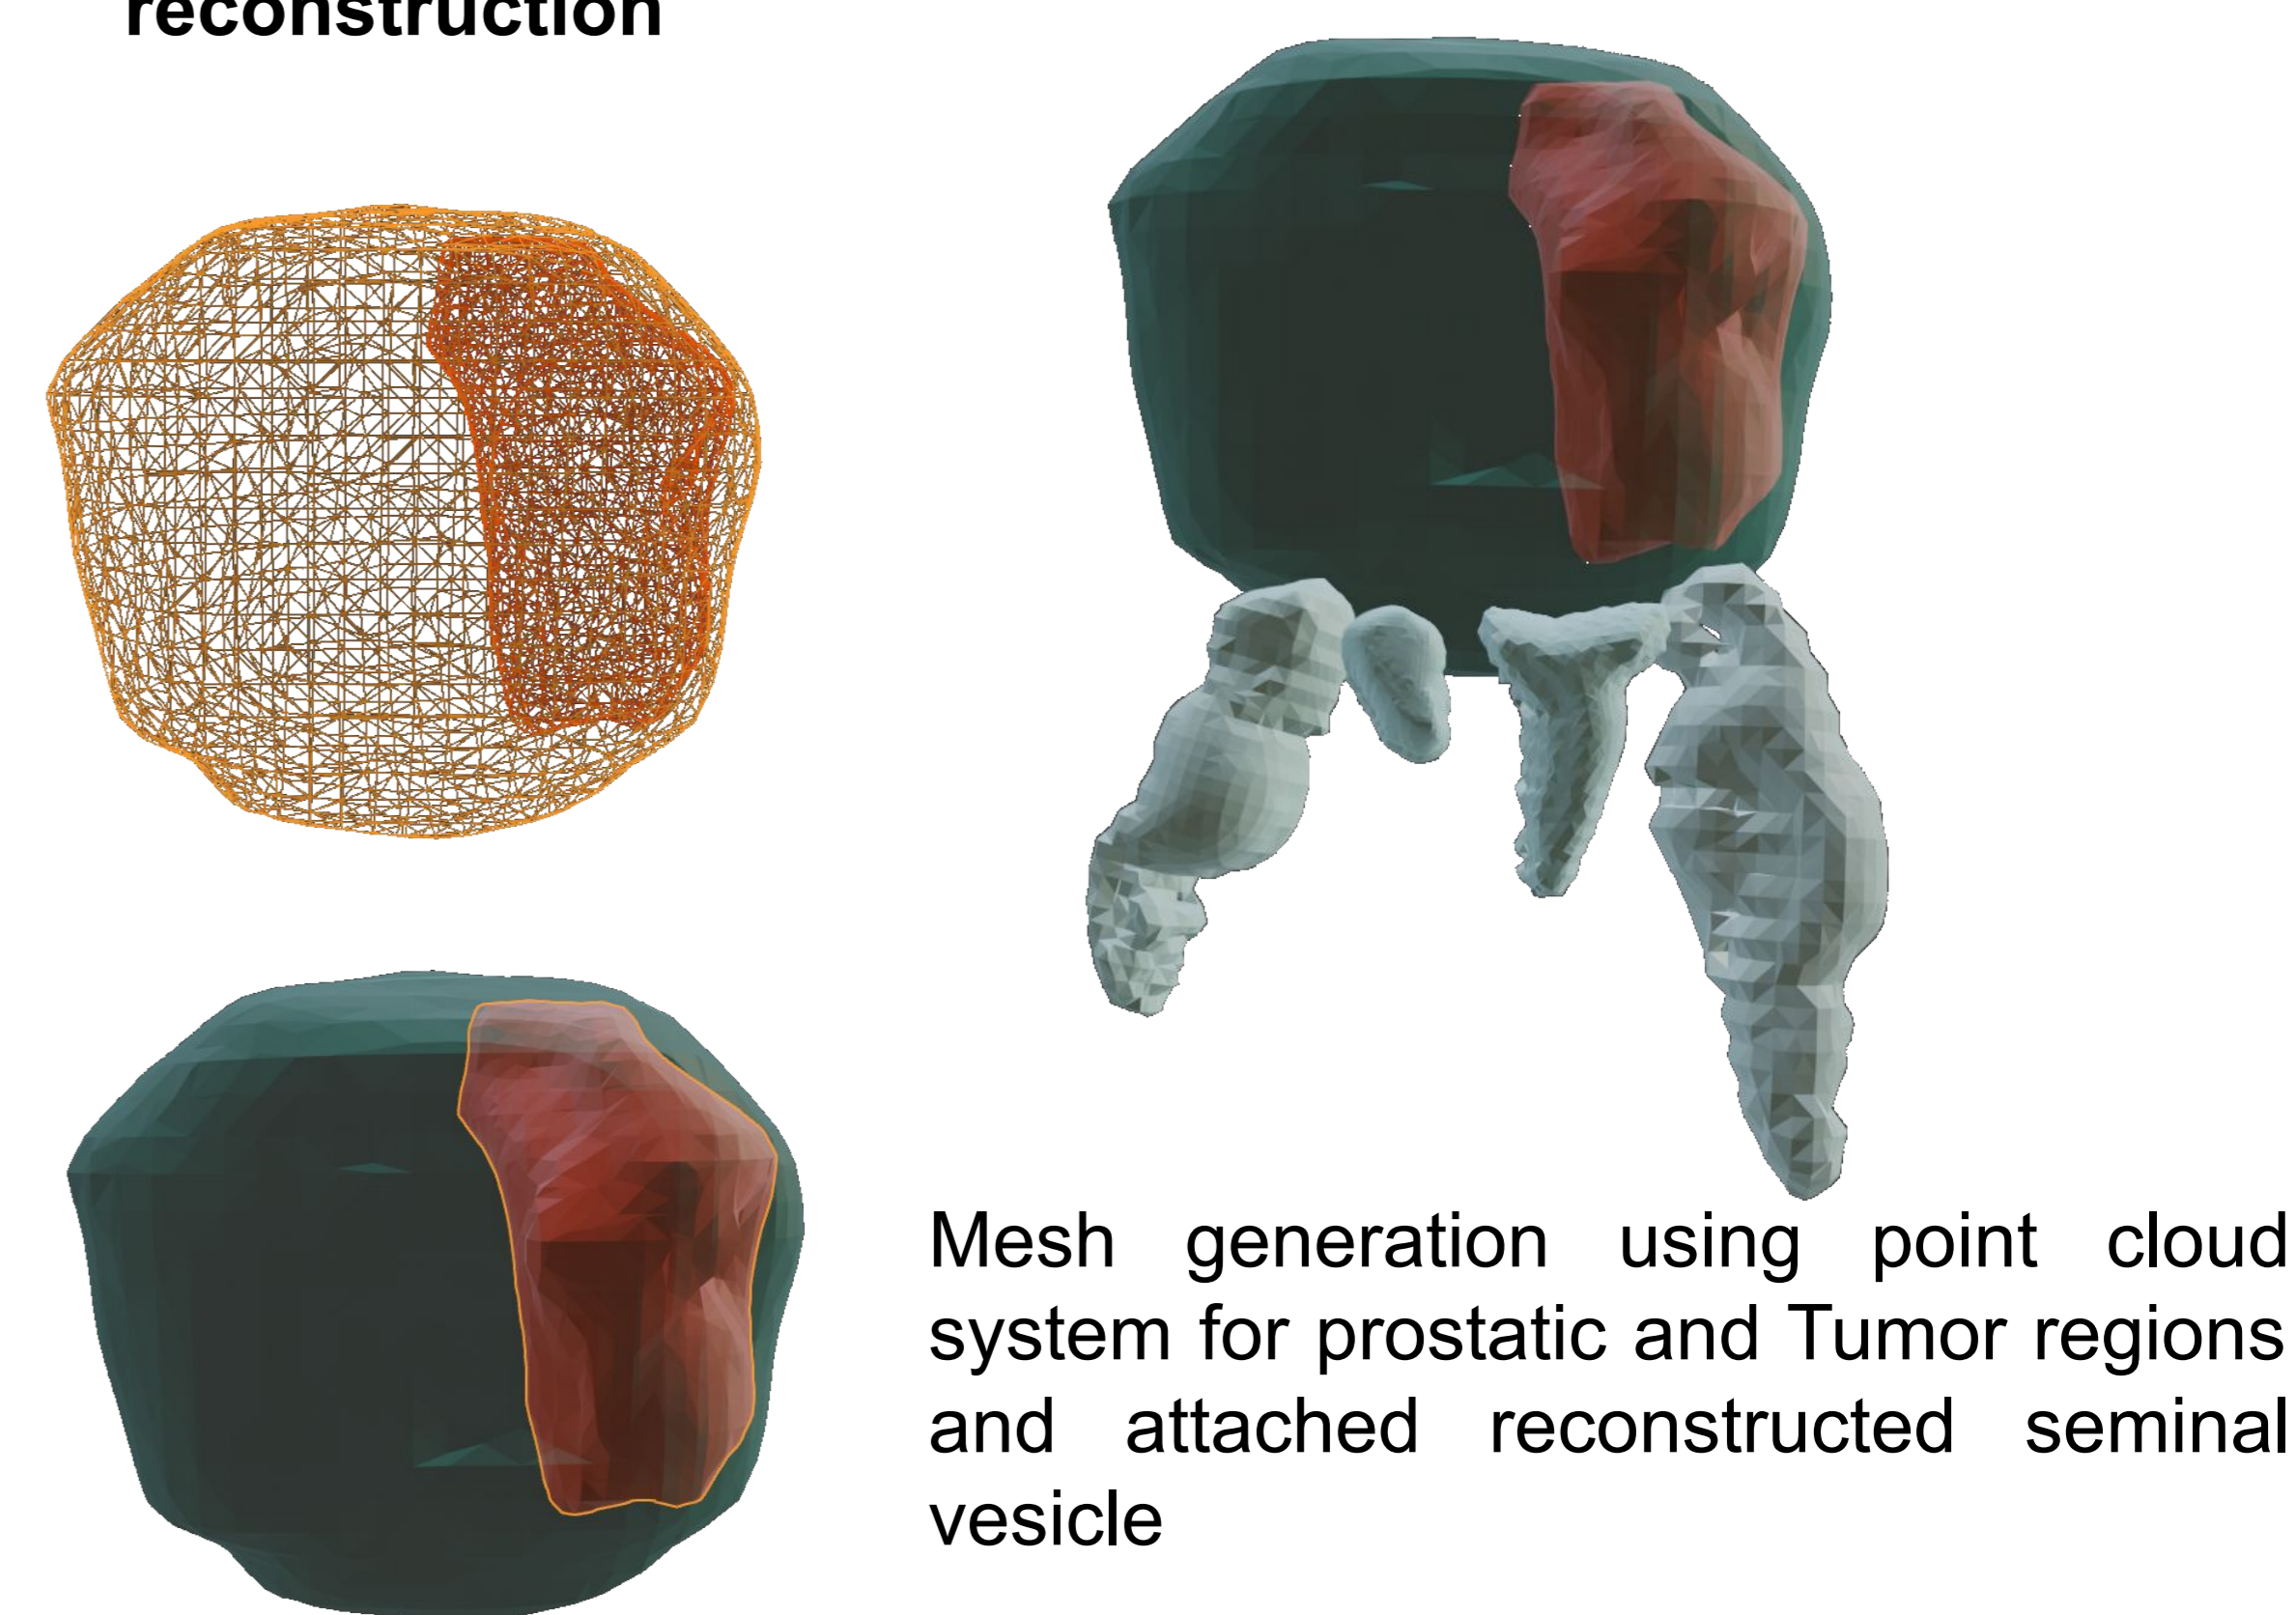 reconstruction
Mesh generation using point cloud
system for prostatic and Tumor regions
and attached reconstructed seminal
vesicle